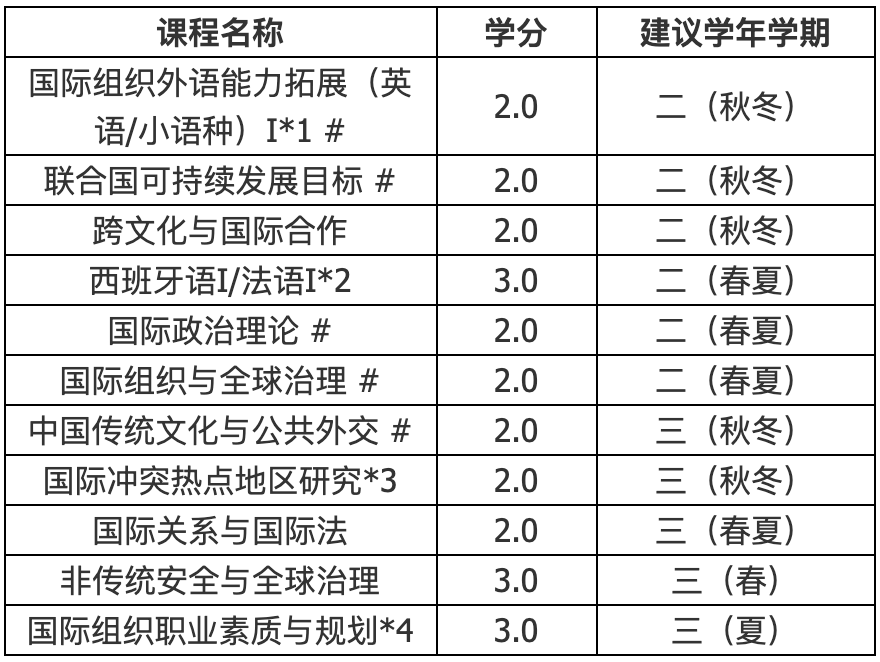 课程名称 学分 建议学年学期
国际组织外语能力拓展（英
语/小语种）I*1 # 2.0 二（秋冬）
联合国可持续发展目标 # 2.0 二（秋冬）
跨文化与国际合作 2.0 二（秋冬）
西班牙语I/法语I*2 3.0 二（春夏）
国际政治理论 # 2.0 二（春夏）
国际组织与全球治理 # 2.0 二（春夏）
中国传统文化与公共外交 # 2.0 三（秋冬）
国际冲突热点地区研究*3 2.0 三（秋冬）
国际关系与国际法 2.0 三（春夏）
非传统安全与全球治理 3.0 三（春）
国际组织职业素质与规划*4 3.0 三（夏）